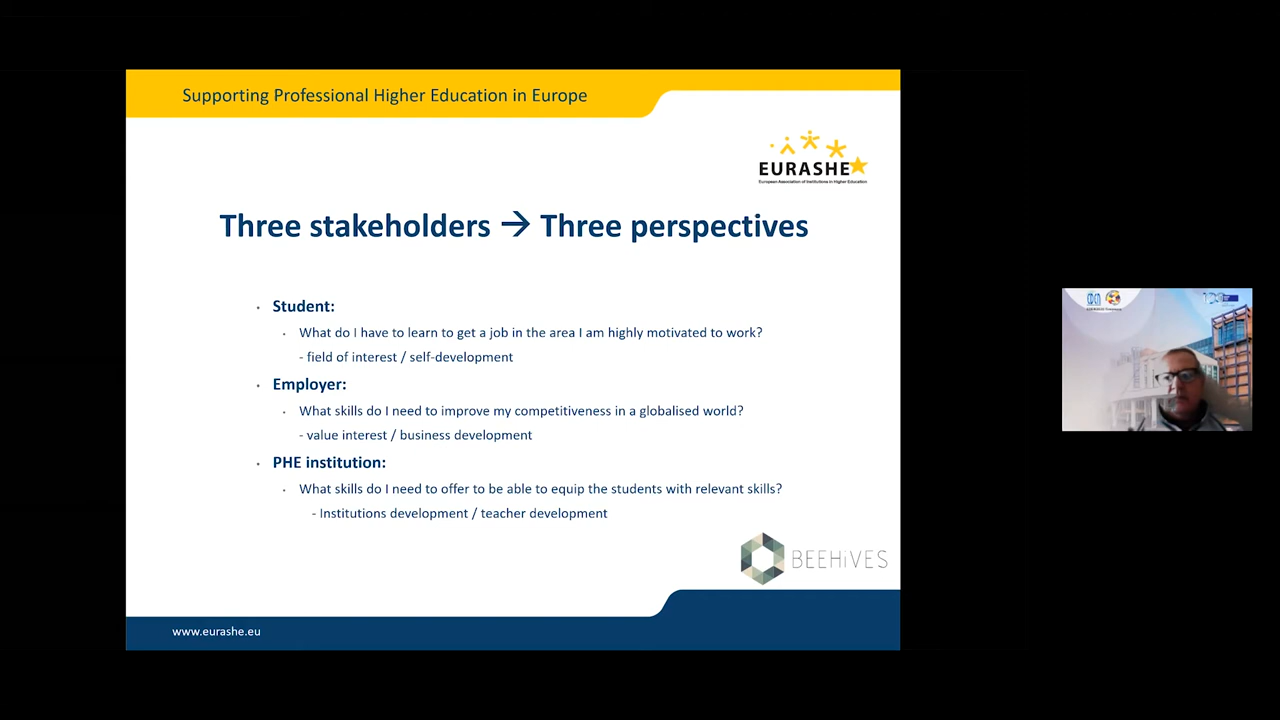 Supporting Professional Higher Education in Europe
EURASHE
European Association of Institutions in Higher Education
Three stakeholders → Three perspectives
• Student:
• What do I have to learn to get a job in the area I am highly motivated to work?
- field of interest / self-development
• Employer:
• What skills do I need to improve my competitiveness in a globalised world?
- value interest / business development
• PHE institution:
• What skills do I need to offer to be able to equip the students with relevant skills?
- Institutions development / teacher development
BEEHiVES
www.eurashe.eu